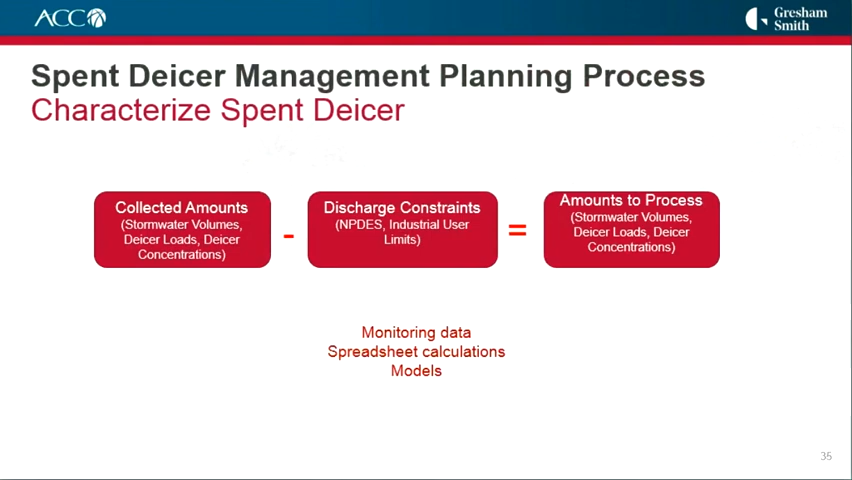 ACC
Gresham
Smith
Spent Deicer Management Planning Process
Characterize Spent Deicer
Collected Amounts
(Stormwater Volumes,
Deicer Loads, Deicer
Concentrations)
-
Discharge Constraints
(NPDES, Industrial User
Limits)
=
Amounts to Process
(Stormwater Volumes,
Deicer Loads, Deicer
Concentrations)
Monitoring data
Spreadsheet calculations
Models
35